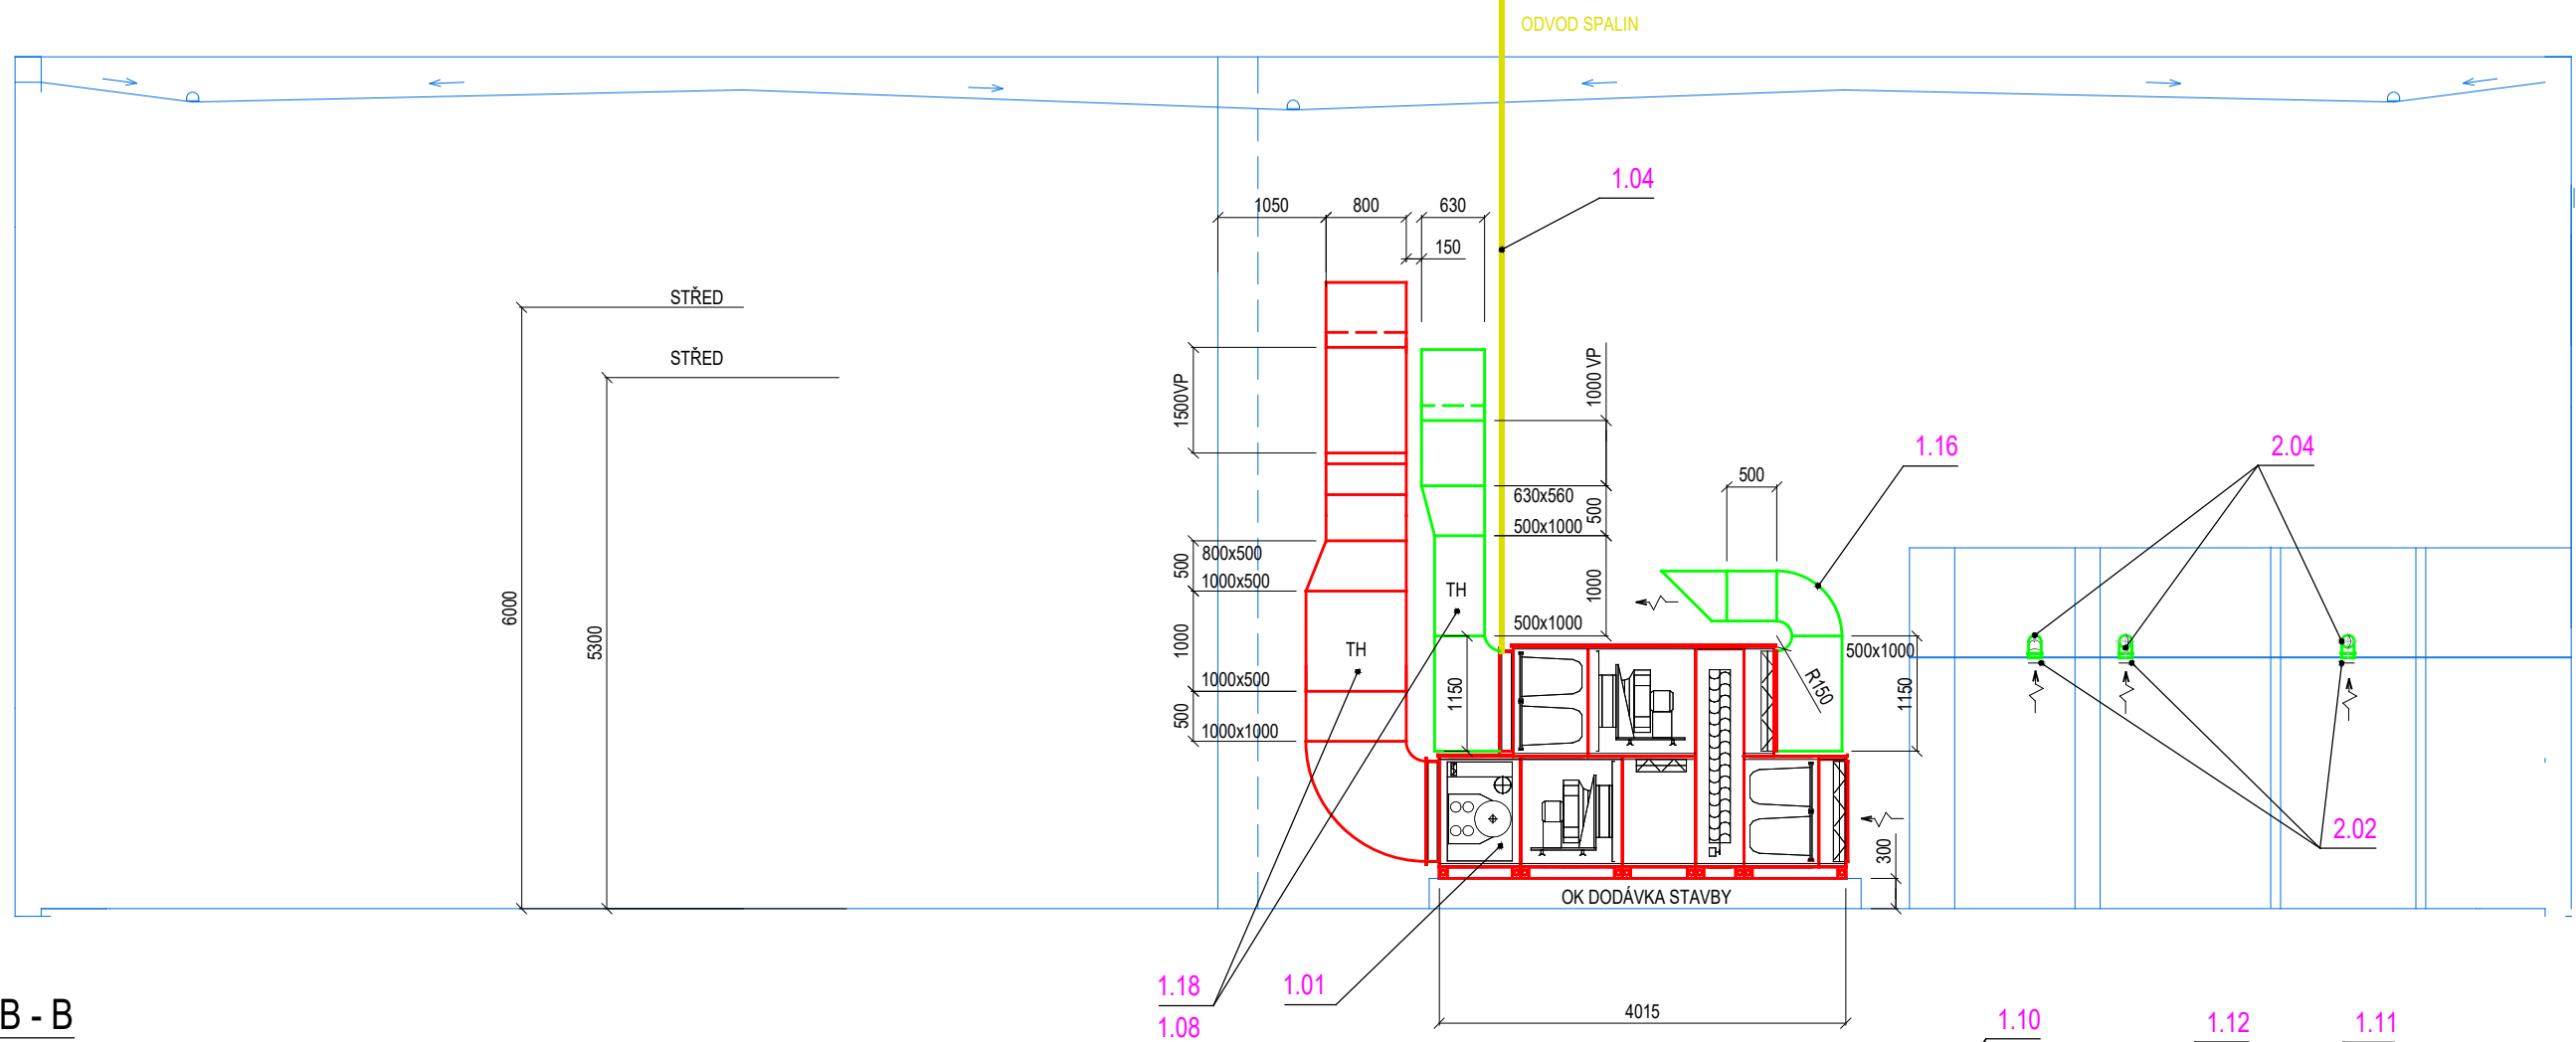 ODVOD SPALIN
1.04
1050
800
630
150
STŘED
STŘED
1500VP
1000 VP
1.16
2.04
500
630x560
500
500x1000
500
800x500
1000x500
1000
TH
6000
5300
1000
TH
500x1000
500x1000
1000x500
1150
R150
1150
500
1000x1000
2.02
300
OK DODÁVKA STAVBY
1.18
1.08
1.01
4015
B - B
1.10
1.12
1.11